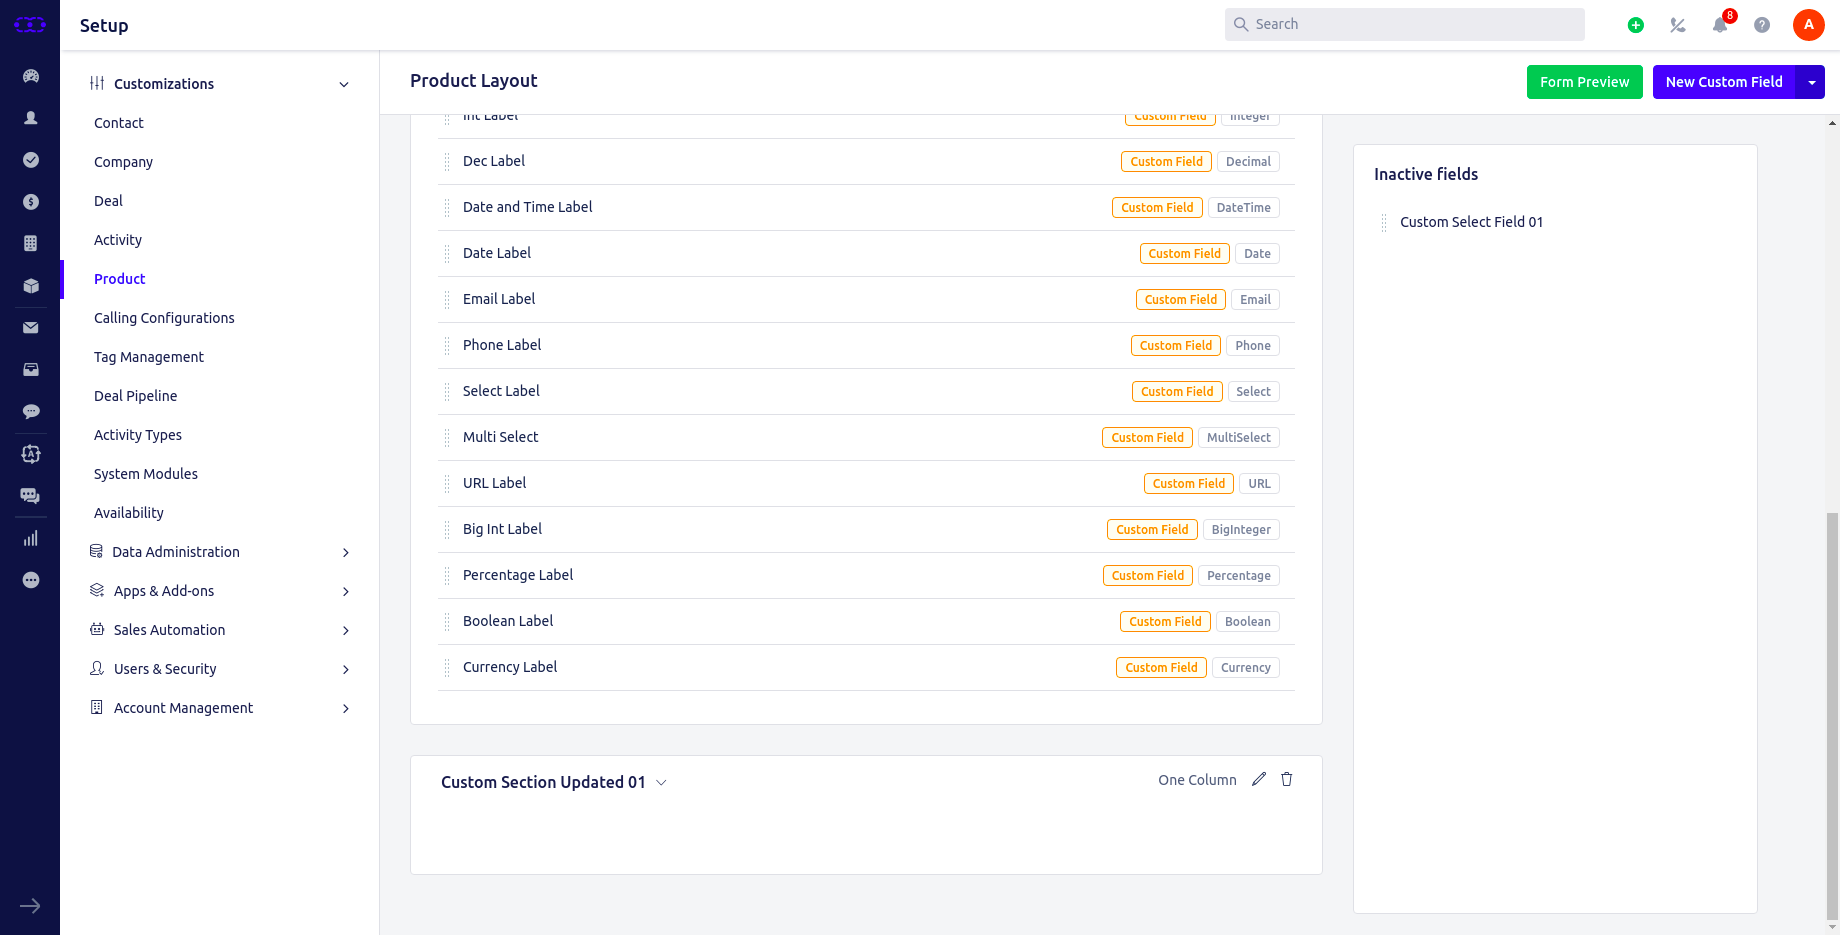 Setup
Search
8
A
Customizations
Contact
Company
Deal
Activity
Product
Calling Configurations
Tag Management
Deal Pipeline
Activity Types
System Modules
Availability
Data Administration
Apps & Add-ons
Sales Automation
Users & Security
Account Management
Product Layout
Form Preview
New Custom Field
Int Label Custom Field Integer
Dec Label Custom Field Decimal
Date and Time Label Custom Field DateTime
Date Label Custom Field Date
Email Label Custom Field Email
Phone Label Custom Field Phone
Select Label Custom Field Select
Multi Select Custom Field MultiSelect
URL Label Custom Field URL
Big Int Label Custom Field BigInteger
Percentage Label Custom Field Percentage
Boolean Label Custom Field Boolean
Currency Label Custom Field Currency
Custom Section Updated 01 One Column
Inactive fields
Custom Select Field 01